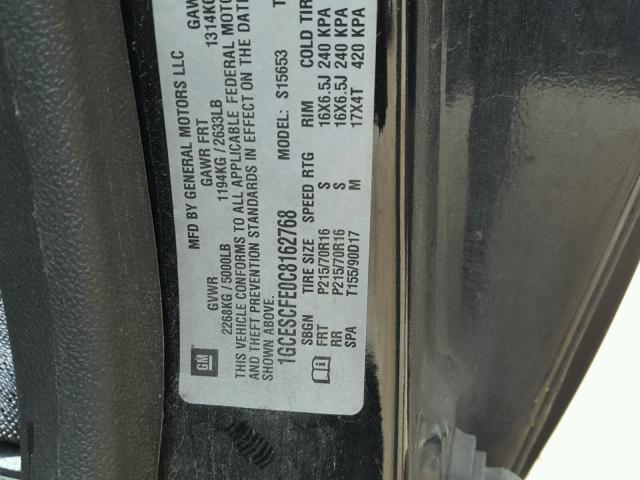 GM
MFD BY GENERAL MOTORS LLC
GVWR GAWR FRT GAW
2268KG / 5000LB 1194KG / 2633LB 1314KG
THIS VEHICLE CONFORMS TO ALL APPLICABLE FEDERAL MOTOR
AND THEFT PREVENTION STANDARDS IN EFFECT ON THE DATE
SHOWN ABOVE.
1GCESCFE0C8162768 MODEL: S15653
SBGN TIRE SIZE SPEED RTG RIM COLD TIR
FRT P215/70R16 S 16X6.5J 240 KPA
RR P215/70R16 S 16X6.5J 240 KPA
SPA T155/90D17 M 17X4T 420 KPA